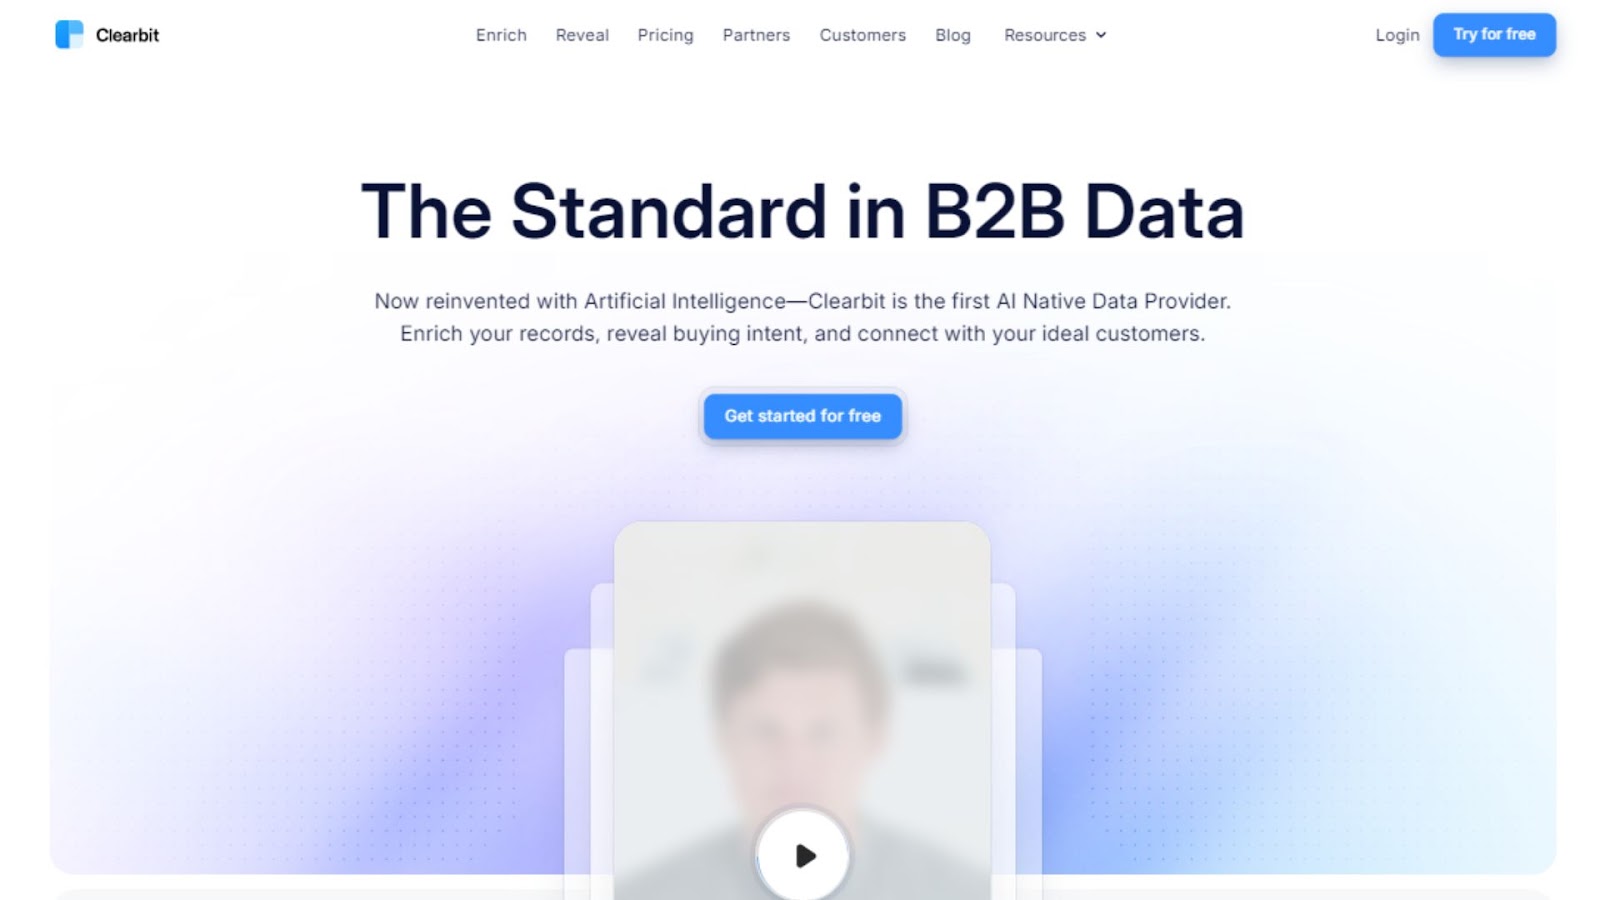 Clearbit
Enrich
Reveal
Pricing
Partners
Customers
Blog
Resources
Login
Try for free
The Standard in B2B Data
Now reinvented with Artificial Intelligence—Clearbit is the first AI Native Data Provider.
Enrich your records, reveal buying intent, and connect with your ideal customers.
Get started for free